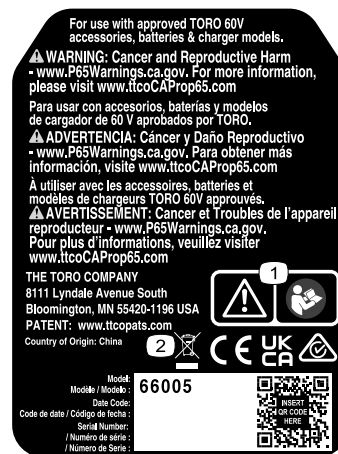 For use with approved TORO 60V
accessories, batteries & charger models.
WARNING: Cancer and Reproductive Harm
- www.P65Warnings.ca.gov. For more information,
please visit www.ttcoCAProp65.com
Para usar con accesorios, baterías y modelos
de cargador de 60 V aprobados por TORO.
ADVERTENCIA: Cáncer y Daño Reproductivo
- www.P65Warnings.ca.gov. Para obtener más
información, visite www.ttcoCAProp65.com
À utiliser avec les accessoires, batteries et
modèles de chargeurs TORO 60V approuvés.
AVERTISSEMENT: Cancer et Troubles de l'appareil
reproducteur - www.P65Warnings.ca.gov.
Pour plus d'informations, veuillez visiter
www.ttcoCAProp65.com
THE TORO COMPANY
8111 Lyndale Avenue South
Bloomington, MN 55420-1196 USA
PATENT: www.ttcopats.com
Country of Origin: China
1
2
CE UK CA
Model:
Modèle / Modelo :
66005
Date Code:
Code de date / Código de fecha :
Serial Number:
/ Numéro de série :
/ Número de Serie :
INSERT
QR CODE
HERE